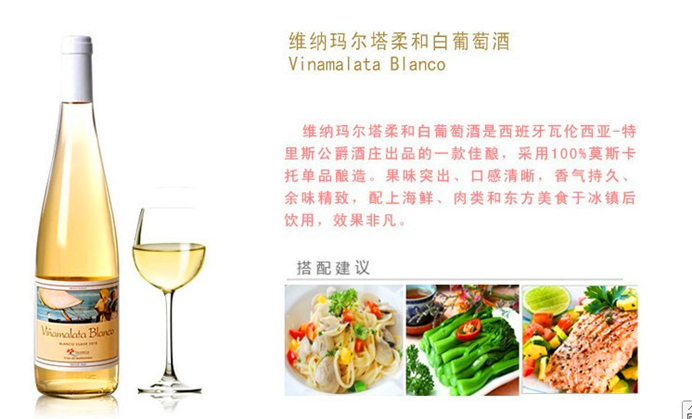 维纳玛尔塔柔和白葡萄酒
Vinamalata Blanco
维纳玛尔塔柔和白葡萄酒是西班牙瓦伦西亚-特
里斯公爵酒庄出品的一款佳酿，采用100%莫斯卡
托单品酿造。果味突出、口感清晰，香气持久、
余味精致，配上海鲜、肉类和东方美食于冰镇后
饮用，效果非凡。
搭配建议
Viñamalata Blanco